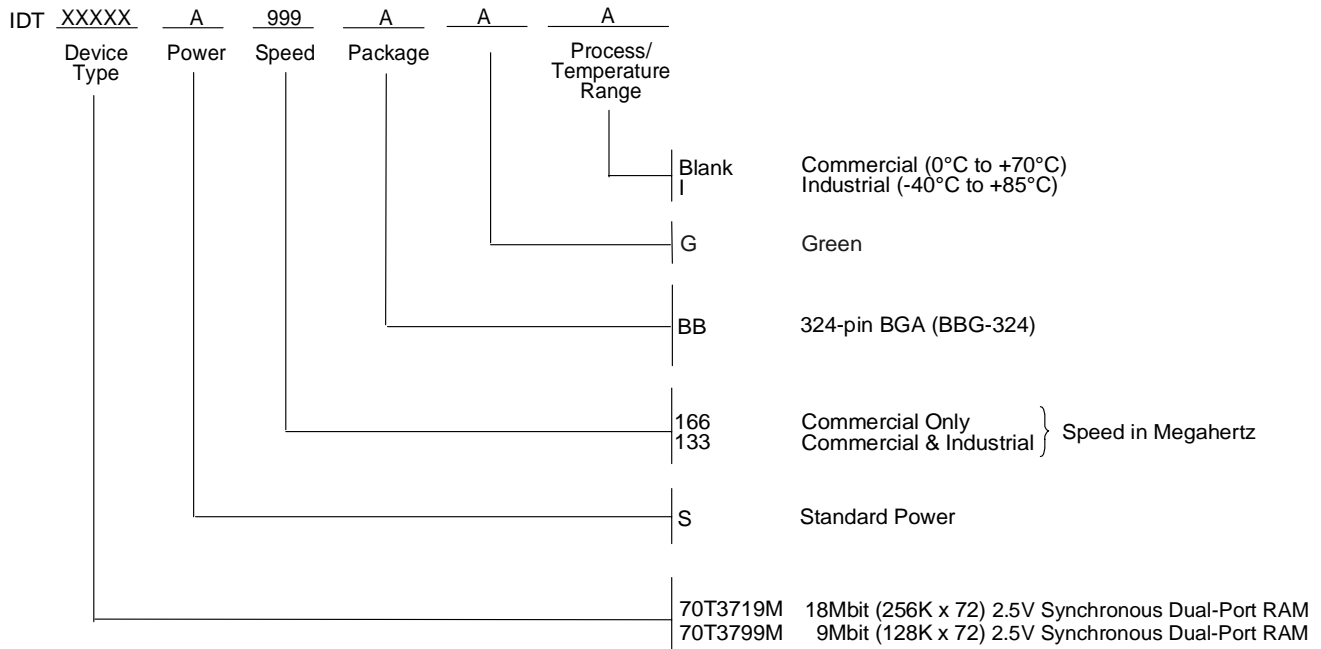 IDT XXXXX A 999 A A A
Device Type Power Speed Package Process/ Temperature Range
Blank Commercial (0°C to +70°C)
I Industrial (-40°C to +85°C)
G Green
BB 324-pin BGA (BBG-324)
166 Commercial Only
133 Commercial & Industrial
Speed in Megahertz
S Standard Power
70T3719M 18Mbit (256K x 72) 2.5V Synchronous Dual-Port RAM
70T3799M 9Mbit (128K x 72) 2.5V Synchronous Dual-Port RAM